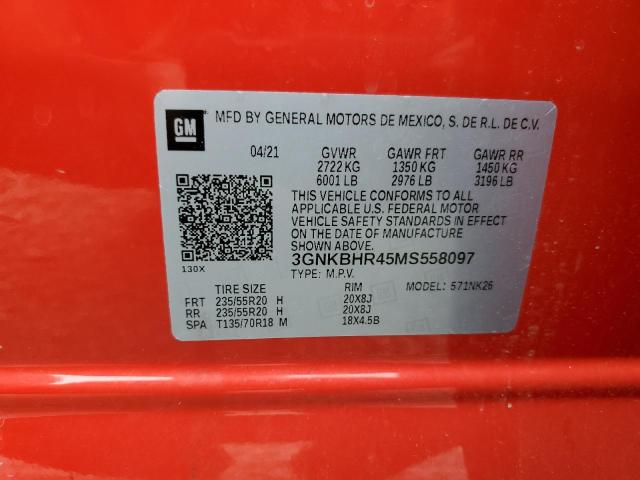 GM MFD BY GENERAL MOTORS DE MEXICO, S. DE R.L. DE C.V.
04/21 GVWR GAWR FRT GAWR RR
2722 KG 1350 KG 1450 KG
6001 LB 2976 LB 3196 LB
THIS VEHICLE CONFORMS TO ALL
APPLICABLE U.S. FEDERAL MOTOR
VEHICLE SAFETY STANDARDS IN EFFECT
ON THE DATE OF MANUFACTURE
SHOWN ABOVE.
3GNKBHR45MS558097
130X
TYPE: M.P.V. MODEL: 571NK26
TIRE SIZE RIM
FRT 235/55R20 H 20X8J
RR 235/55R20 H 20X8J
SPA T135/70R18 M 18X4.5B